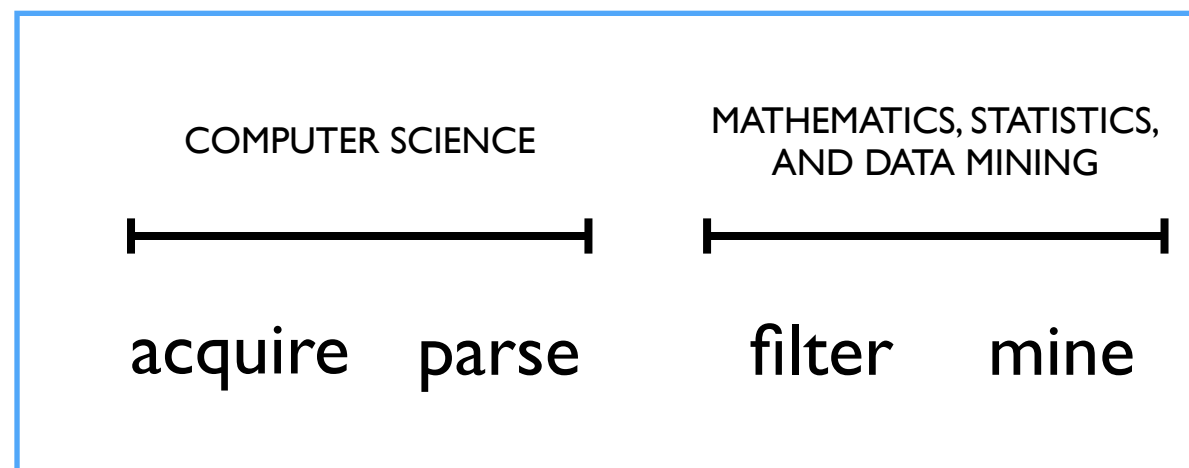 COMPUTER SCIENCE
MATHEMATICS, STATISTICS,
AND DATA MINING
acquire parse
filter mine